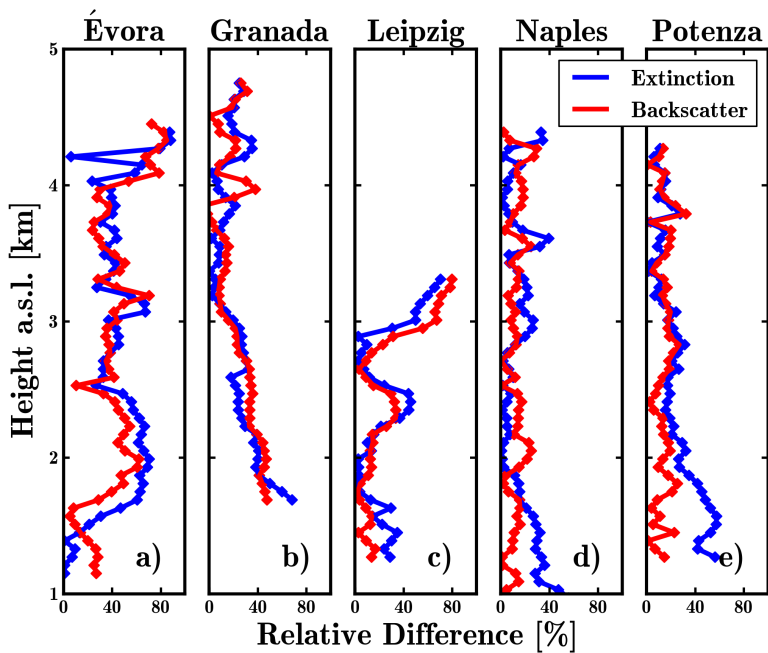 Évora Granada Leipzig Naples Potenza
5
Extinction
Backscatter
4
3
2
1
Height a.s.l. [km]
a) b) c) d) e)
0 40 80 0 40 80 0 40 80 0 40 80 0 40 80
Relative Difference [%]